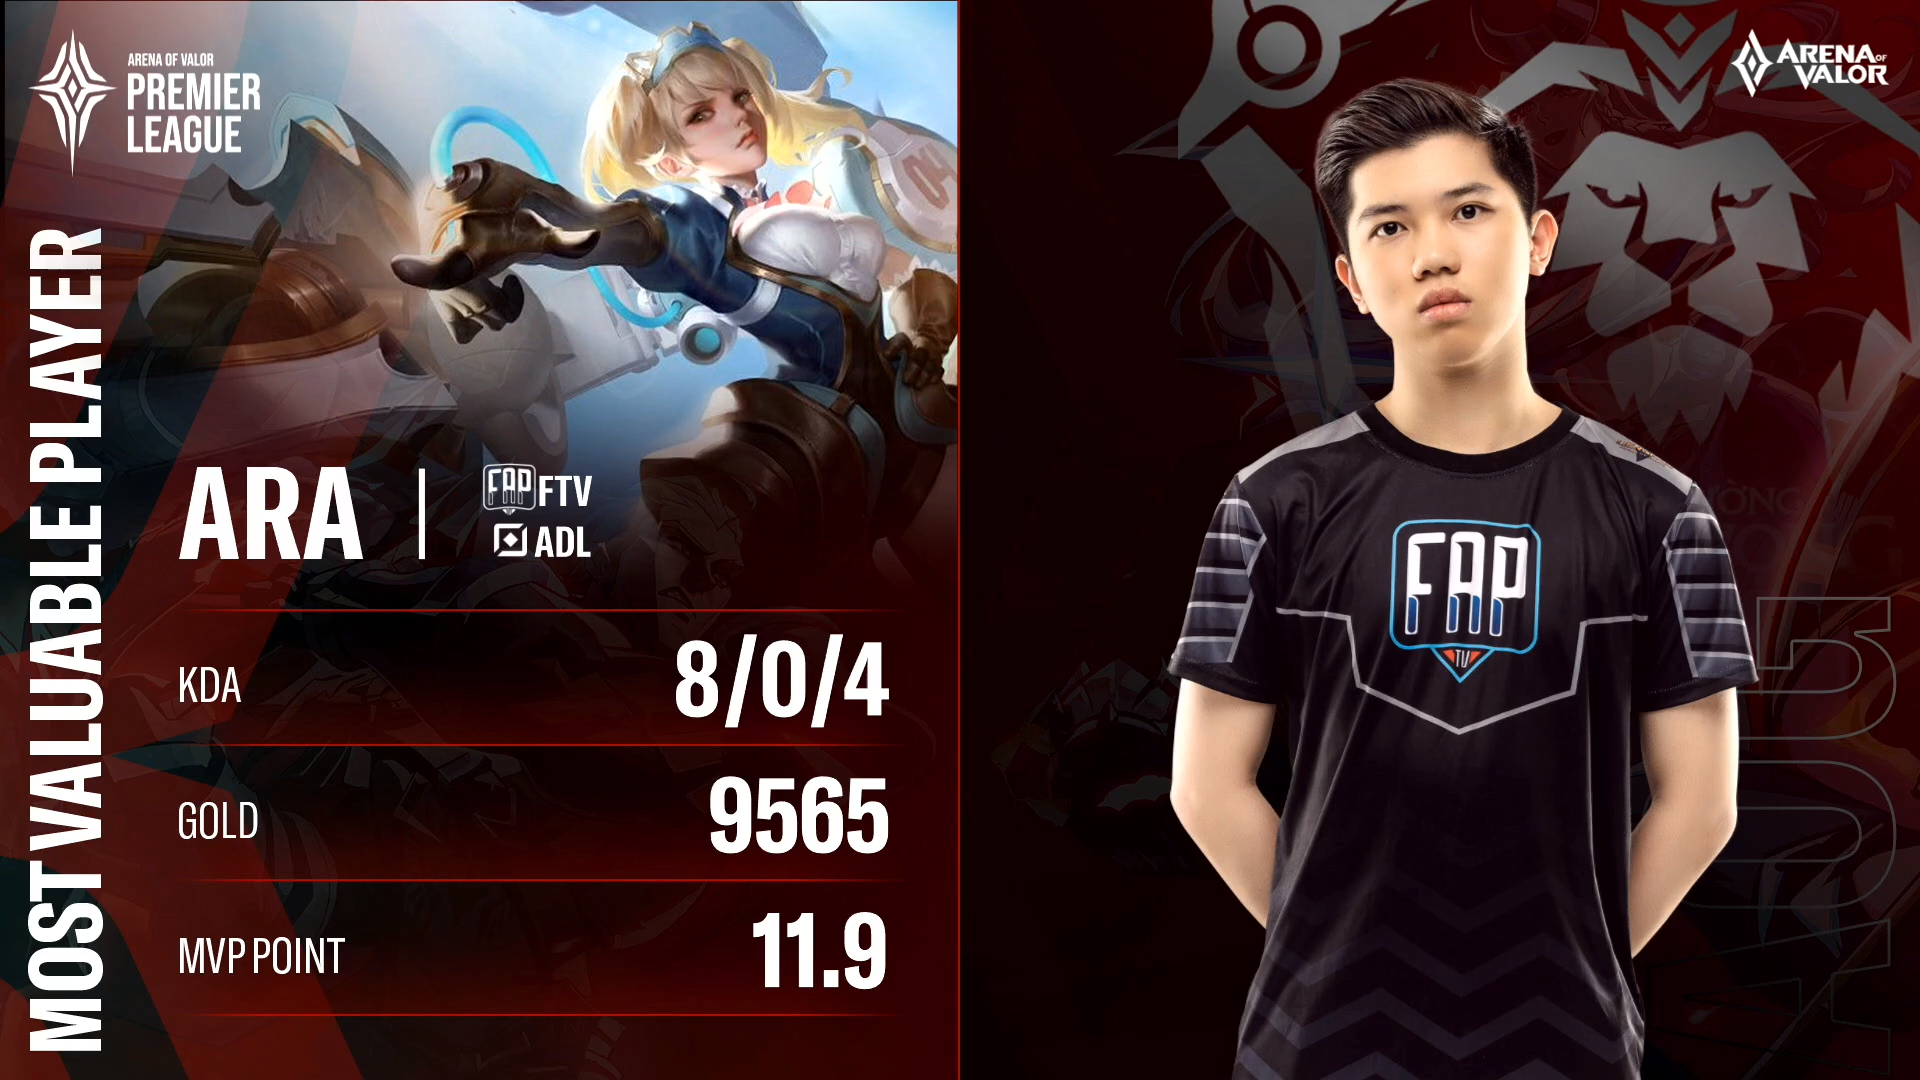 ARENA OF VALOR
PREMIER
LEAGUE
ARENA OF
VALOR
MOST VALUABLE PLAYER
ARA
FAP FTV
ADL
KDA
8/0/4
GOLD
9565
MVP POINT
11.9
FAP
TV